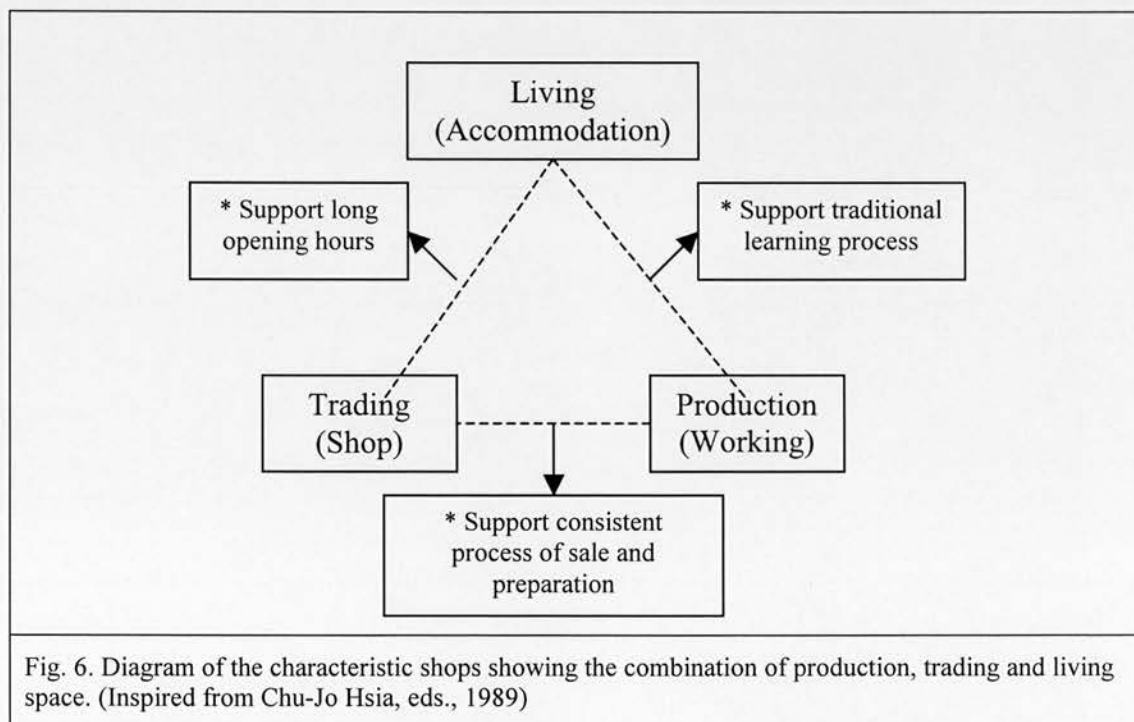 Living
(Accommodation)
* Support long
opening hours
* Support traditional
learning process
Trading
(Shop)
Production
(Working)
* Support consistent
process of sale and
preparation
Fig. 6. Diagram of the characteristic shops showing the combination of production, trading and living
space. (Inspired from Chu-Jo Hsia, eds., 1989)